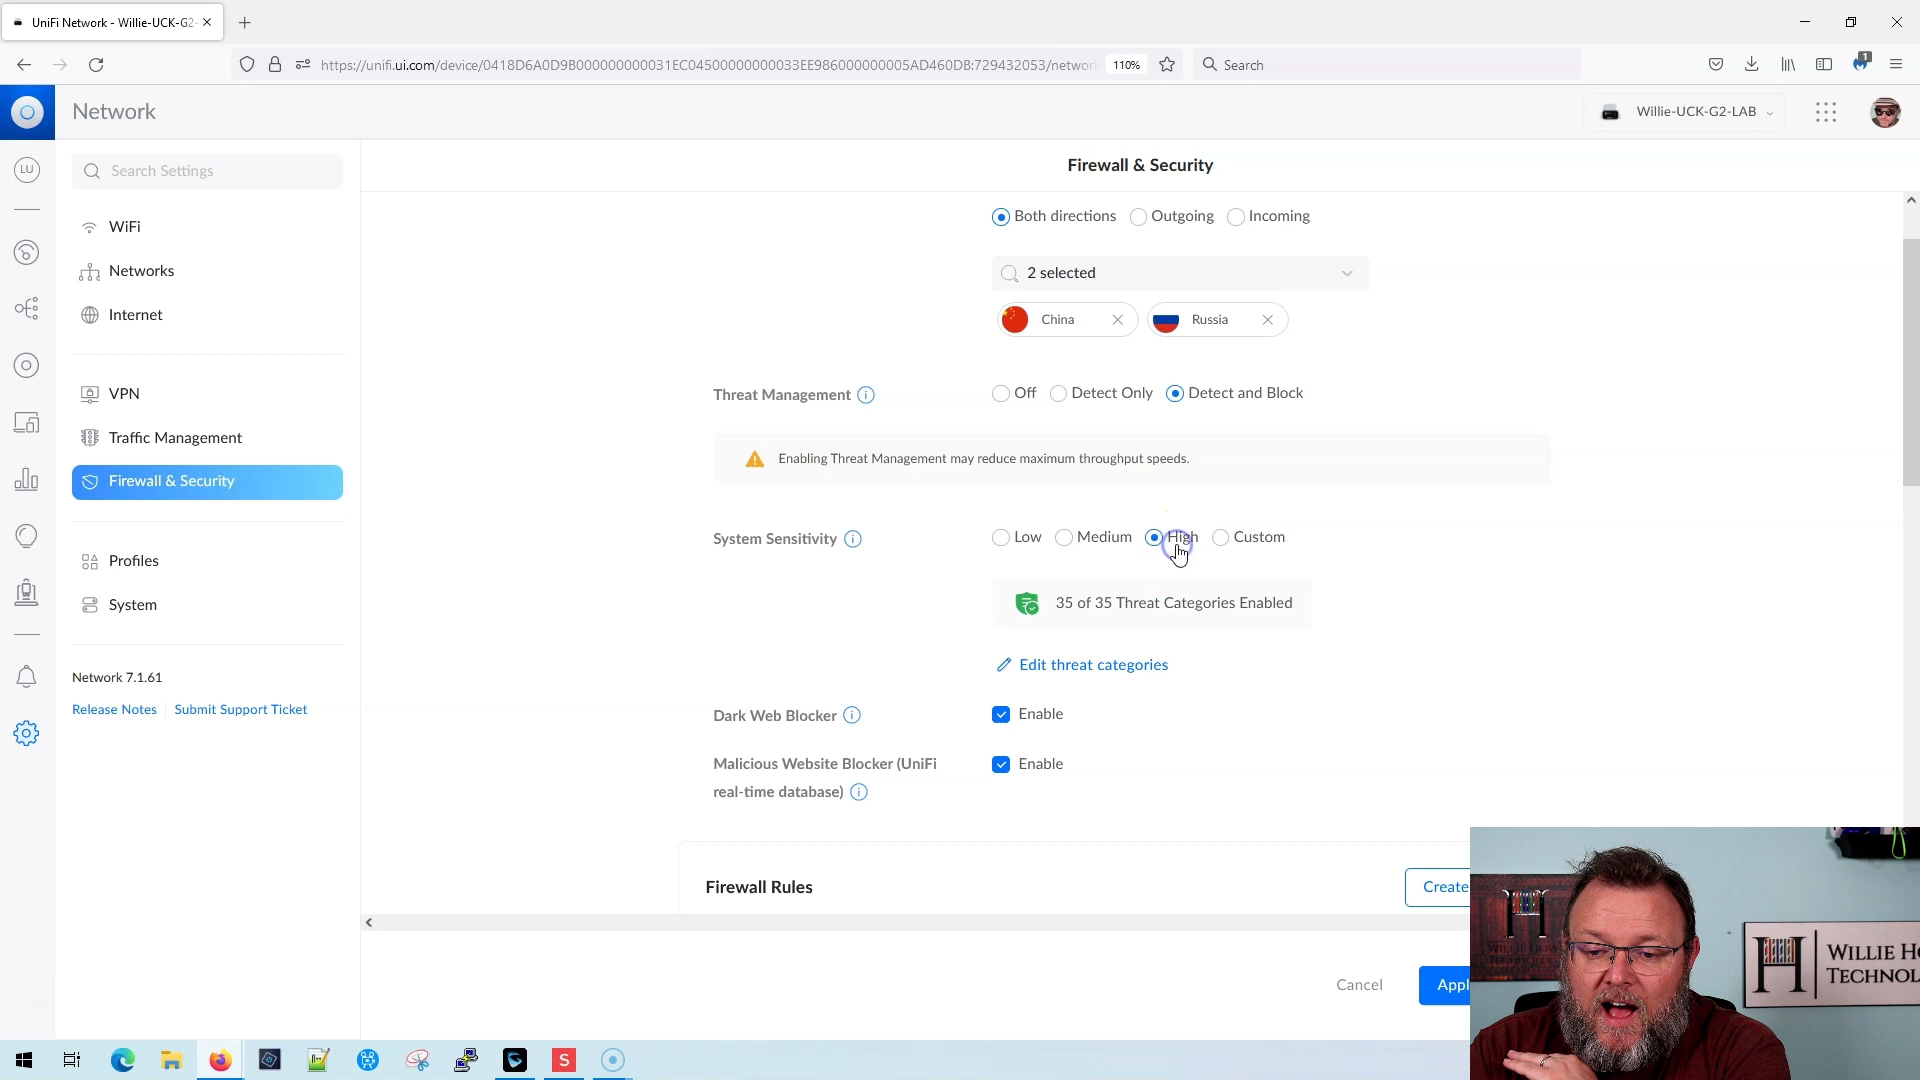 UniFi Network - Willie-UCK-G2-
https://unifi.ui.com/device/0418D6A0D9B000000000031EC04500000000033EE986000000005AD460DB:729432053/networ
110%
Search
1
Network
Willie-UCK-G2-LAB
LU
Search Settings
WiFi
Networks
Internet
VPN
Traffic Management
Firewall & Security
Profiles
System
Network 7.1.61
Release Notes
Submit Support Ticket
Firewall & Security
Both directions
Outgoing
Incoming
2 selected
China
Russia
Threat Management
Off
Detect Only
Detect and Block
Enabling Threat Management may reduce maximum throughput speeds.
System Sensitivity
Low
Medium
High
Custom
35 of 35 Threat Categories Enabled
Edit threat categories
Dark Web Blocker
Enable
Malicious Website Blocker (UniFi
real-time database)
Enable
Firewall Rules
Create
Cancel
Appl
WILLIE HO
TECHNOL
S